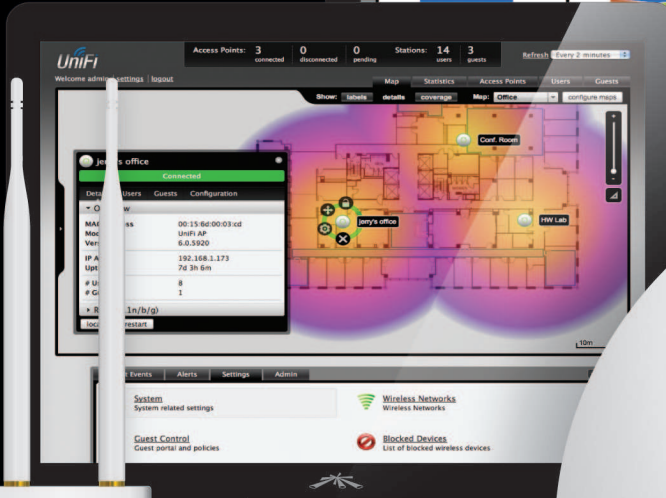 UniFi
Access Points: 3 connected 0 disconnected 0 pending Stations: 14 users 3 guests
Refresh Every 2 minutes
Welcome admin settings logout
Map Statistics Access Points Users Guests
Show: labels details coverage Map: Office configure maps
Conf. Room
jerry's office
Connected
Users Guests Configuration
00:15:6d:00:03:cd
UniFi AP
6.0.5920
192.168.1.173
7d 3h 6m
8
1
1n/b/g)
restart
jerry's office
HW Lab
10m
Events Alerts Settings Admin
System
System related settings
Wireless Networks
Wireless Networks
Guest Control
Guest portal and policies
Blocked Devices
List of blocked wireless devices